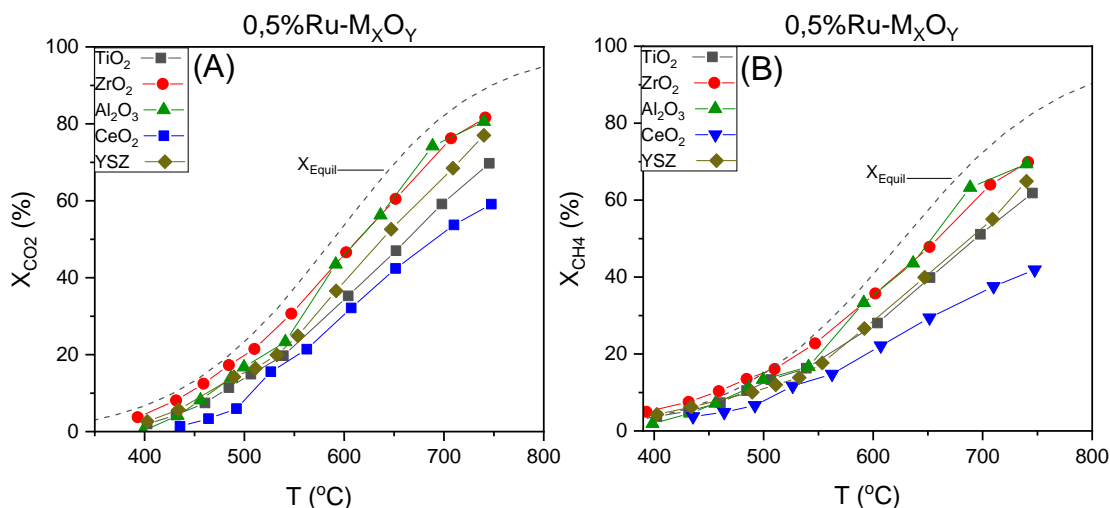 0,5%Ru-MXOY
(A)
TiO2
ZrO2
Al2O3
CeO2
YSZ
XEquil
XCO2 (%)
0
20
40
60
80
100
400
500
600
700
800
T (oC)
0,5%Ru-MXOY
(B)
TiO2
ZrO2
Al2O3
CeO2
YSZ
XEquil
XCH4 (%)
0
20
40
60
80
100
400
500
600
700
800
T (oC)